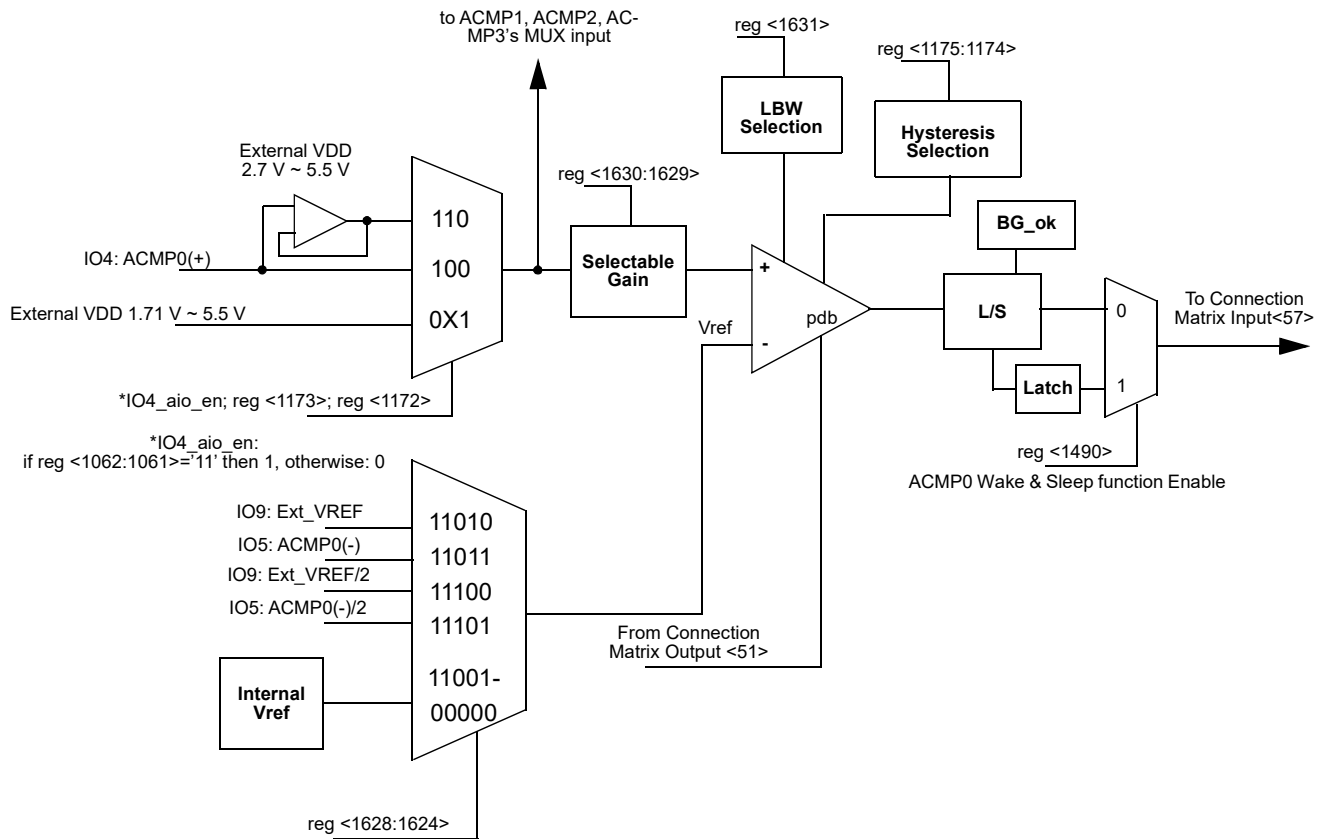 to ACMP1, ACMP2, AC-
MP3's MUX input
reg <1631>
reg <1175:1174>
LBW
Selection
Hysteresis
Selection
External VDD
2.7 V ~ 5.5 V
reg <1630:1629>
110
BG_ok
IO4: ACMP0(+)
100
Selectable
Gain
+
External VDD 1.71 V ~ 5.5 V
0X1
Vref
-
pdb
L/S
0
To Connection
Matrix Input<57>
Latch
1
*IO4_aio_en; reg <1173>; reg <1172>
*IO4_aio_en:
if reg <1062:1061>='11' then 1, otherwise: 0
reg <1490>
ACMP0 Wake & Sleep function Enable
IO9: Ext_VREF
11010
IO5: ACMP0(-)
11011
IO9: Ext_VREF/2
11100
IO5: ACMP0(-)/2
11101
From Connection
Matrix Output <51>
Internal
Vref
11001-
00000
reg <1628:1624>